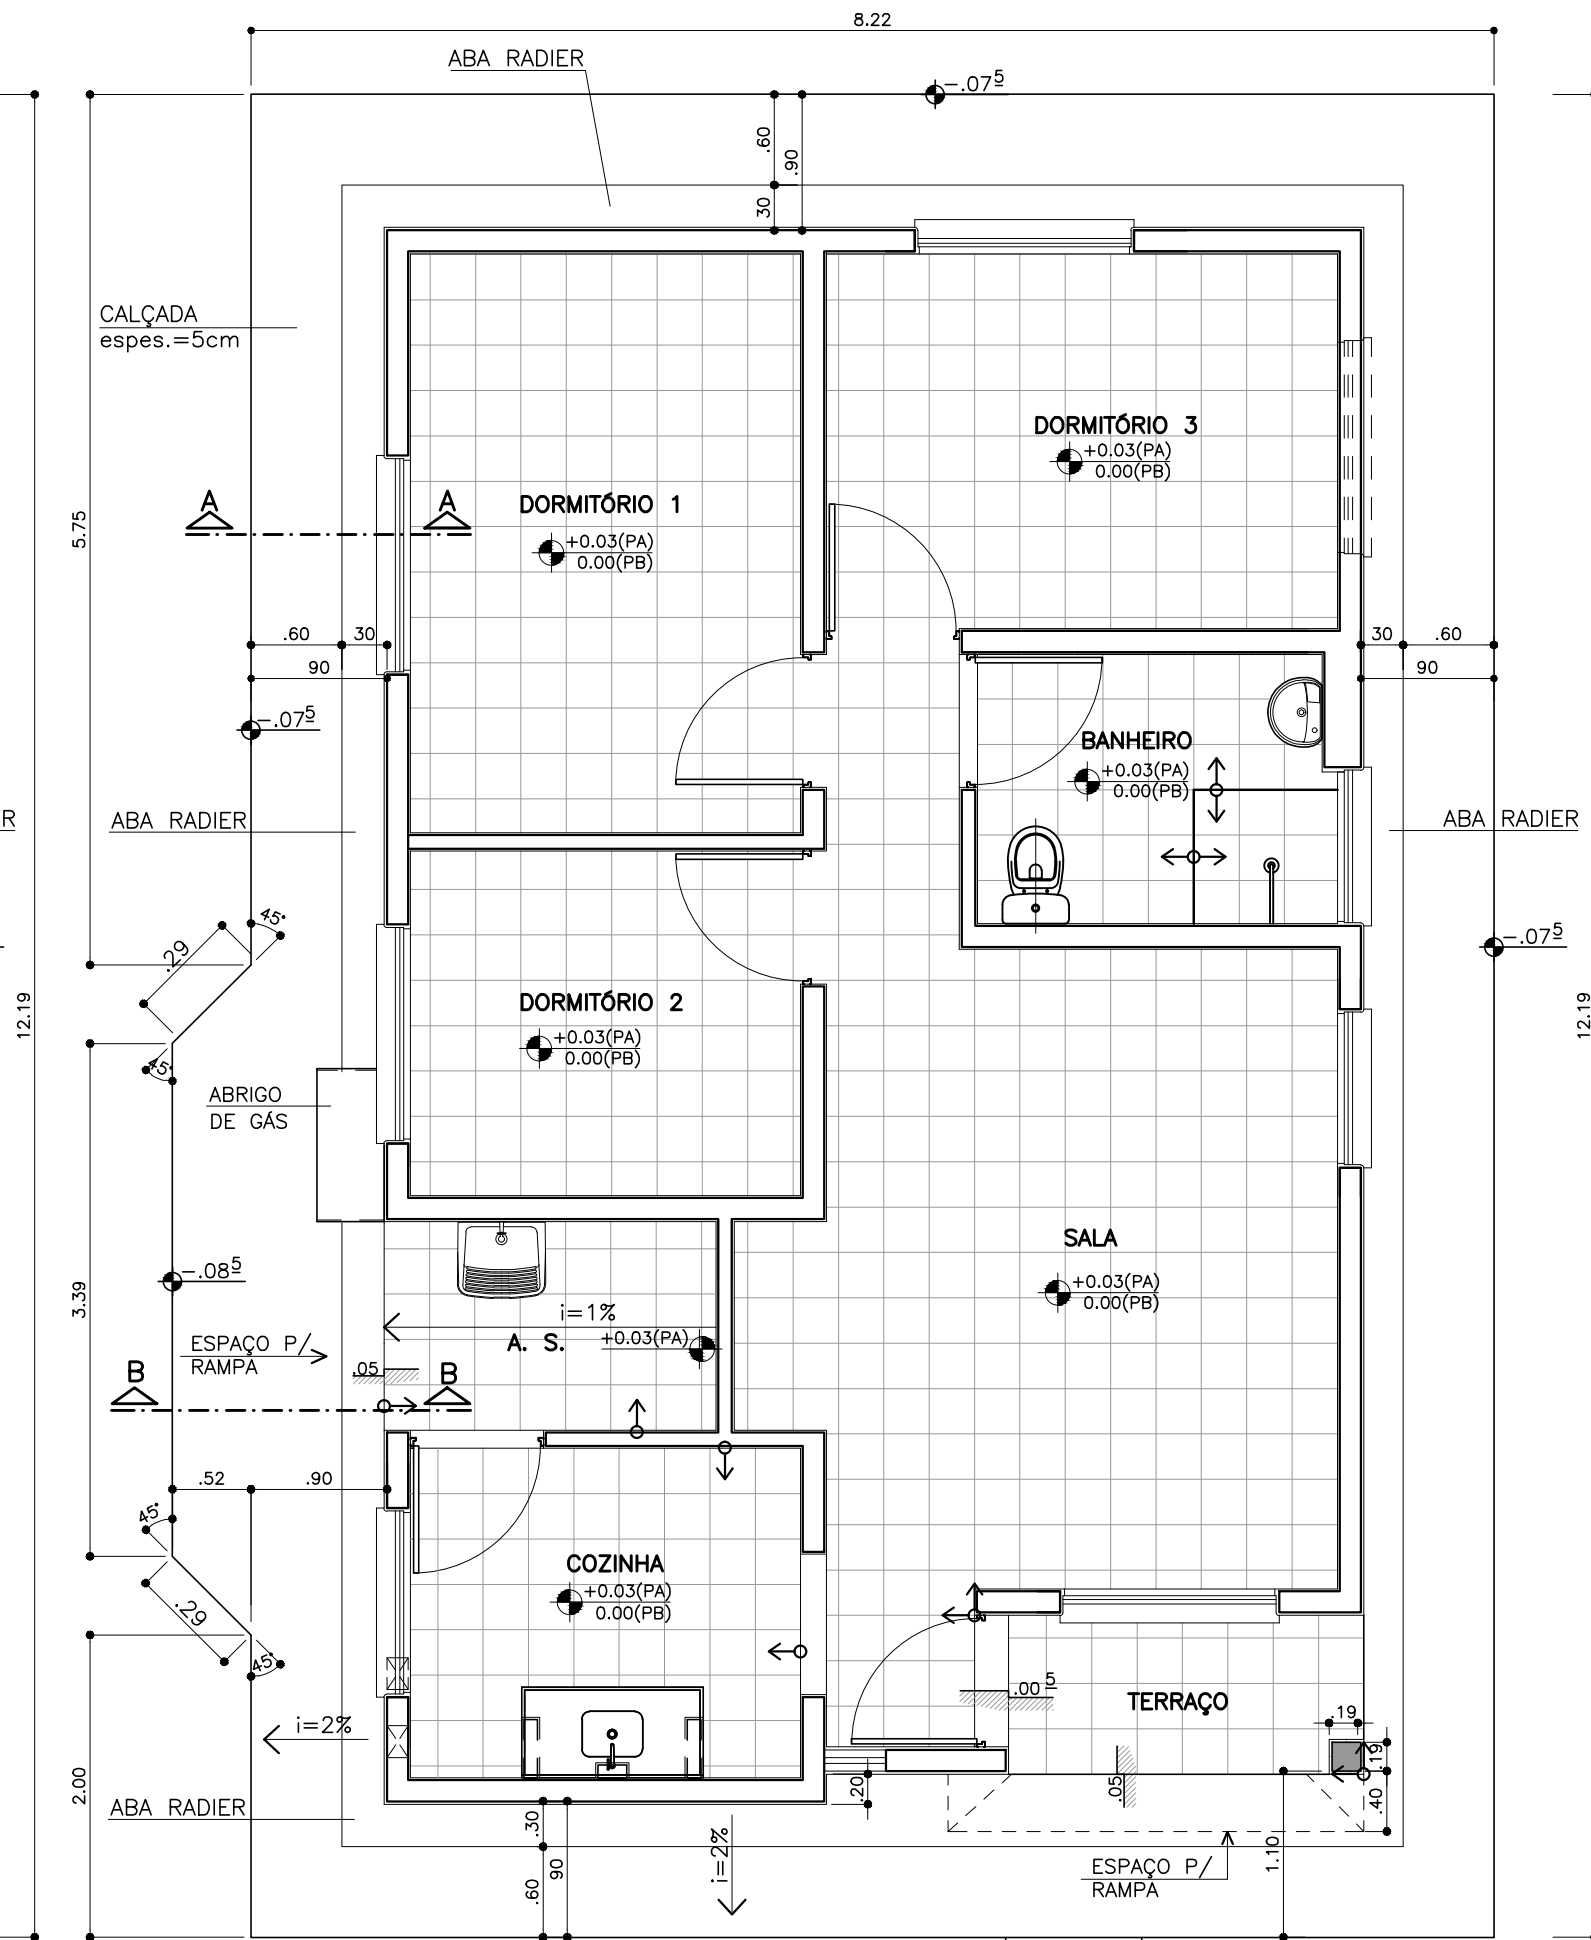 8.22
ABA RADIER
-.075
.60
.90
30
CALÇADA
espes.=5cm
DORMITÓRIO 3
+0.03(PA)
0.00(PB)
A
A
DORMITÓRIO 1
+0.03(PA)
0.00(PB)
5.75
.60
30
90
30
.60
90
-.075
BANHEIRO
+0.03(PA)
0.00(PB)
R
ABA RADIER
ABA RADIER
45°
.29
-.075
12.19
DORMITÓRIO 2
+0.03(PA)
0.00(PB)
12.19
45°
ABRIGO
DE GÁS
SALA
+0.03(PA)
0.00(PB)
-.085
3.39
i=1%
A. S.
+0.03(PA)
ESPAÇO P/
RAMPA
.05
B
B
.52
.90
45°
COZINHA
+0.03(PA)
0.00(PB)
.29
45°
.005
TERRAÇO
.19
.19
i=2%
2.00
ABA RADIER
.20
.05
.40
.30
90
.60
i=2%
1.10
ESPAÇO P/
RAMPA